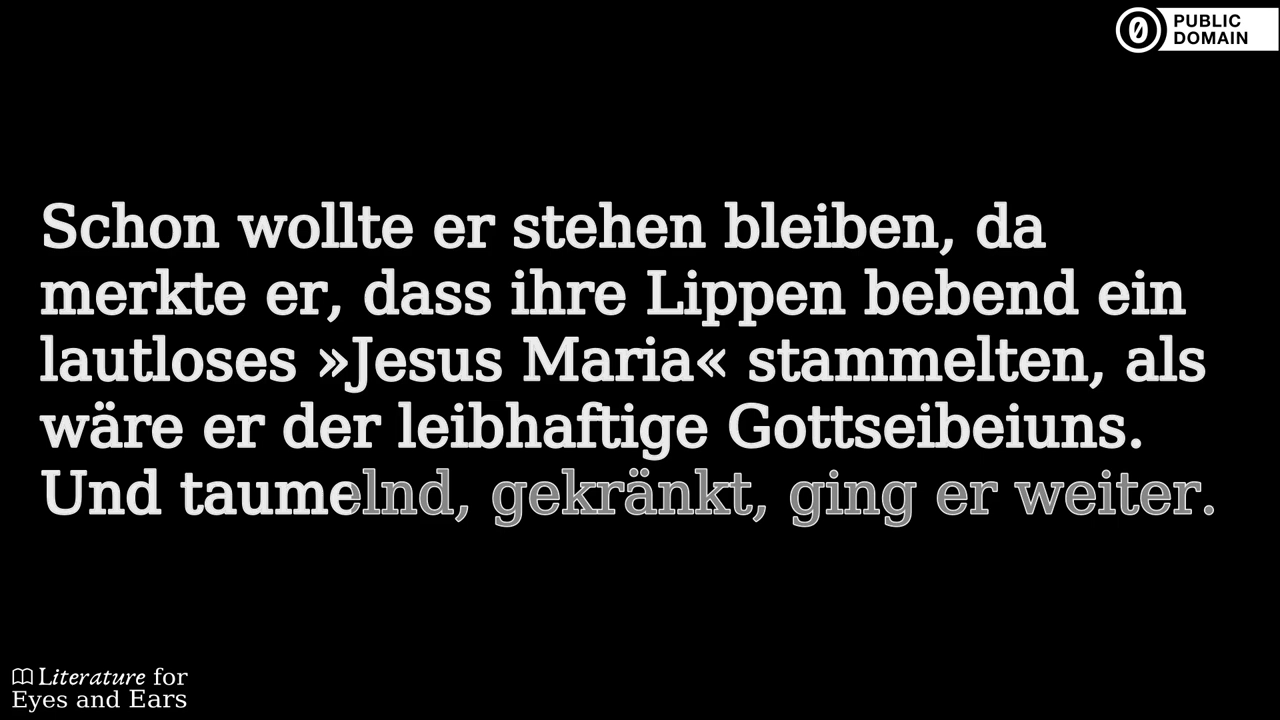 PUBLIC
DOMAIN
Schon wollte er stehen bleiben, da
merkte er, dass ihre Lippen bebend ein
lautloses »Jesus Maria« stammelten, als
wäre er der leibhaftige Gottseibeiuns.
Und taumelnd, gekränkt, ging er weiter.
Literature for
Eyes and Ears